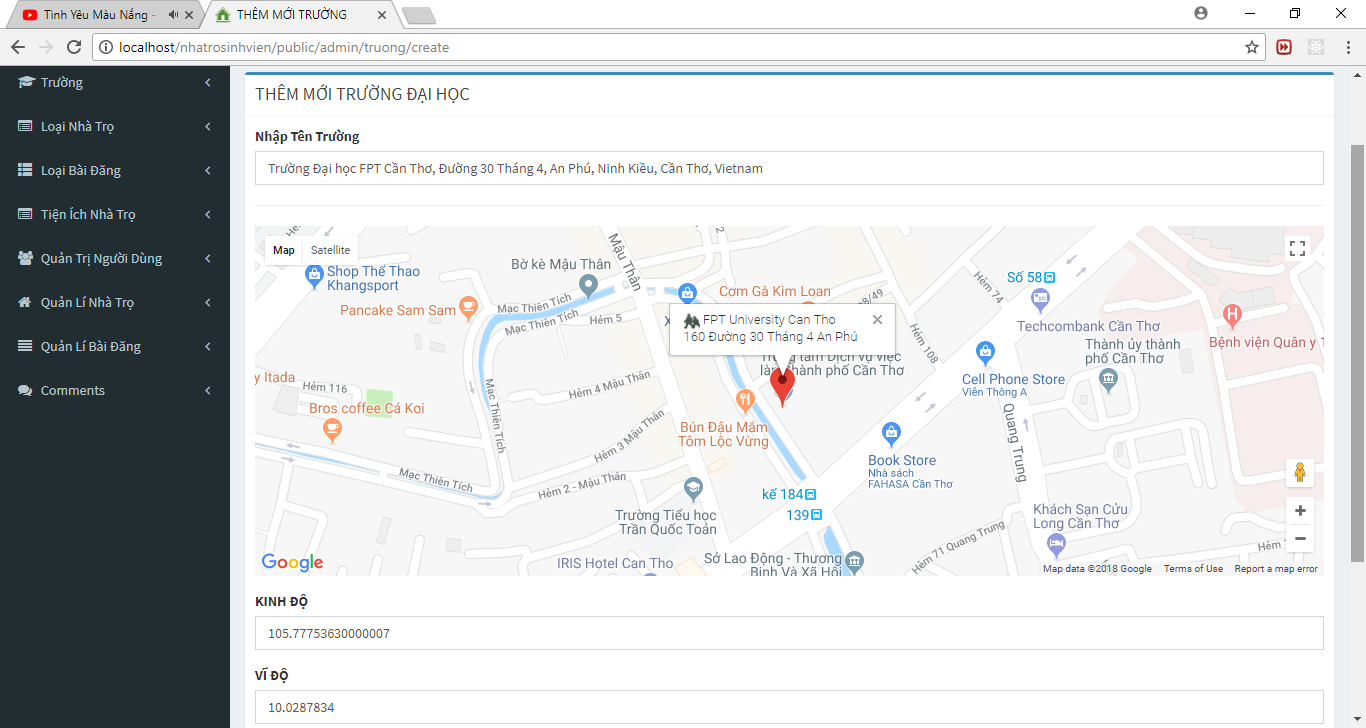 Tình Yêu Màu Nắng -
THÊM MỚI TRƯỜNG
localhost/nhatrosinhvien/public/admin/truong/create
Trường
Loại Nhà Trọ
Loại Bài Đăng
Tiện Ích Nhà Trọ
Quản Trị Người Dùng
Quản Lí Nhà Trọ
Quản Lí Bài Đăng
Comments
THÊM MỚI TRƯỜNG ĐẠI HỌC
Nhập Tên Trường
Trường Đại học FPT Cần Thơ, Đường 30 Tháng 4, An Phú, Ninh Kiều, Cần Thơ, Vietnam
Map
Satellite
Shop Thể Thao
Khangsport
Bờ kè Mậu Thân
Mậu Thân
Pancake Sam Sam
Mạc Thiên Tích
Mạc Thiên Tích
Hẻm 5
Cơm Gà Kim Loan
FPT University Can Tho
160 Đường 30 Tháng 4 An Phú
Trung tâm Dịch vụ việc
làm thành phố Cần Thơ
Hẻm 108
Hẻm 74
Số 58
Techcombank Cần Thơ
Thành ủy thành
phố Cần Thơ
Bệnh viện Quân y
Cell Phone Store
Viễn Thông A
y Itada
Hẻm 116
Hẻm 4 Mậu Thân
Mạc Thiên Tích
Bros coffee Cá Koi
Bún Đậu Mắm
Tôm Lộc Vừng
Hẻm 3 Mậu Thân
Quang Trung
Book Store
Nhà sách
FAHASA Cần Thơ
Mạc Thiên Tích
Hẻm 2 - Mậu Thân
kế 184
139
Trường Tiểu học
Trần Quốc Toản
Khách Sạn Cửu
Long Cần Thơ
Hẻm 71 Quang Trung
IRIS Hotel Can Tho
Sở Lao Động - Thương
Binh Và Xã Hội
Google
Map data ©2018 Google
Terms of Use
Report a map error
KINH ĐỘ
105.77753630000007
VĨ ĐỘ
10.0287834